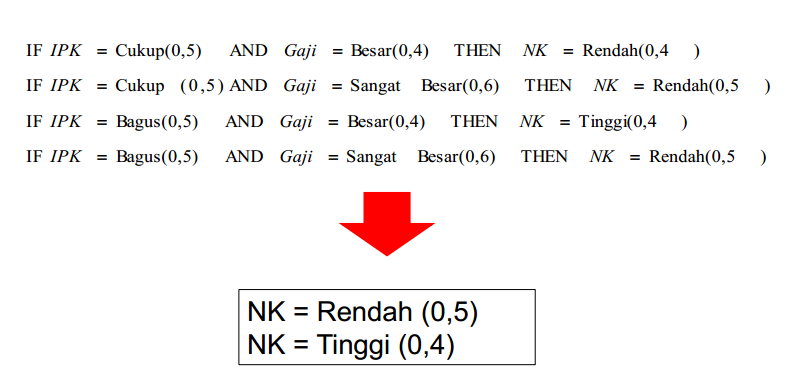 IF IPK = Cukup(0,5) AND Gaji = Besar(0,4) THEN NK = Rendah(0,4 )
IF IPK = Cukup (0,5) AND Gaji = Sangat Besar(0,6) THEN NK = Rendah(0,5 )
IF IPK = Bagus(0,5) AND Gaji = Besar(0,4) THEN NK = Tinggi(0,4 )
IF IPK = Bagus(0,5) AND Gaji = Sangat Besar(0,6) THEN NK = Rendah(0,5 )
NK = Rendah (0,5)
NK = Tinggi (0,4)